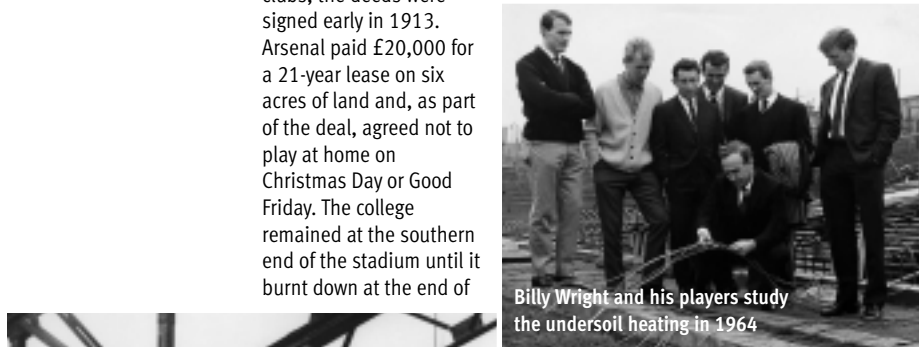 clubs, the deeds were
signed early in 1913.
Arsenal paid £20,000 for
a 21-year lease on six
acres of land and, as part
of the deal, agreed not to
play at home on
Christmas Day or Good
Friday. The college
remained at the southern
end of the stadium until it
burnt down at the end of
Billy Wright and his players study
the undersoil heating in 1964